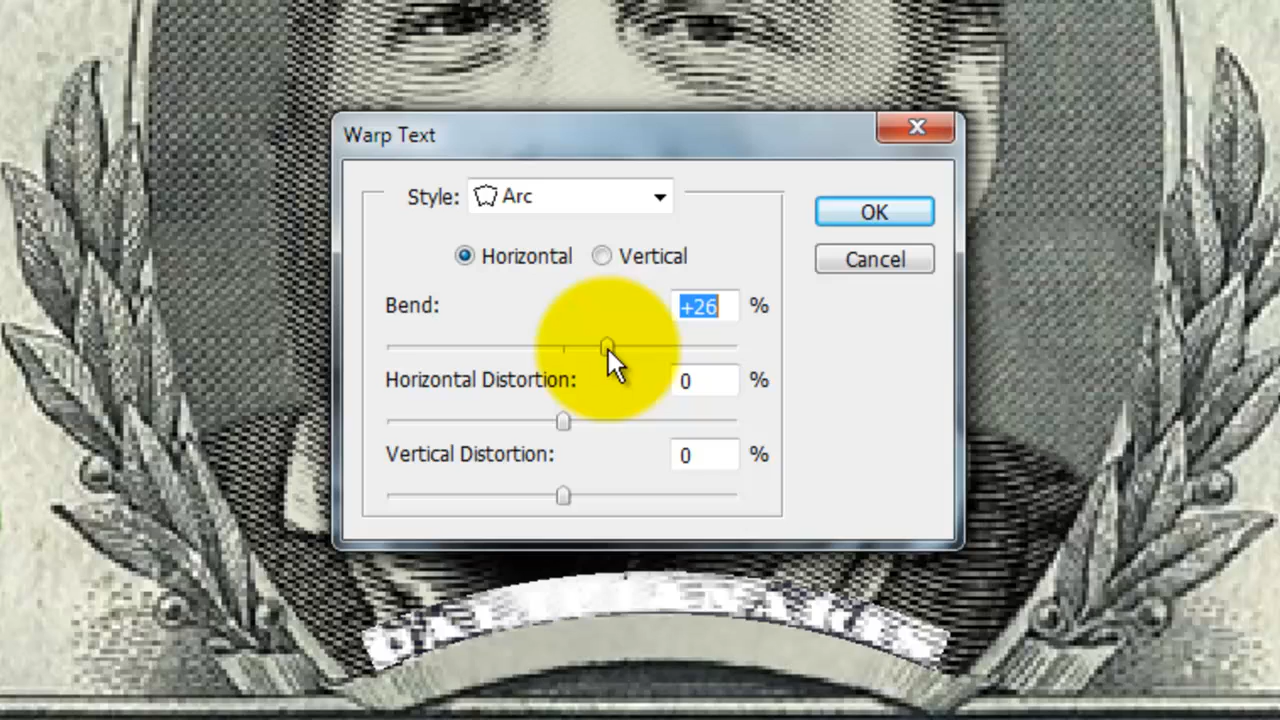 Warp Text
Style: Arc
Horizontal Vertical
OK
Cancel
Bend: +26 %
Horizontal Distortion: 0 %
Vertical Distortion: 0 %